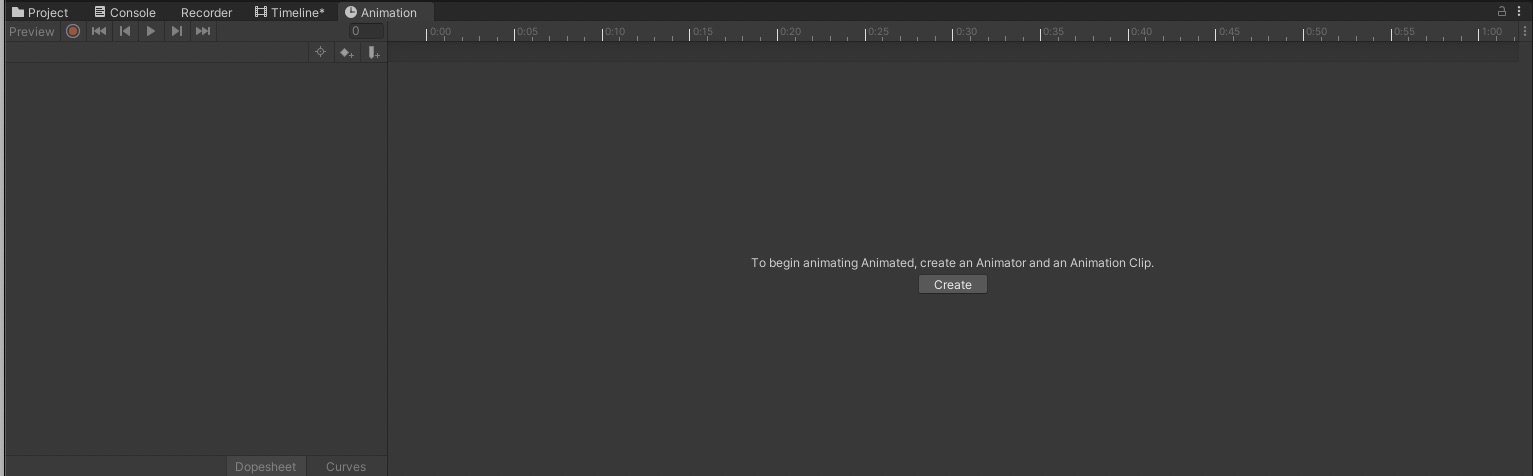 Project Console Recorder Timeline* Animation
Preview 0 0:00 0:05 0:10 0:15 0:20 0:25 0:30 0:35 0:40 0:45 0:50 0:55 1:00
To begin animating Animated, create an Animator and an Animation Clip.
Create
Dopesheet Curves